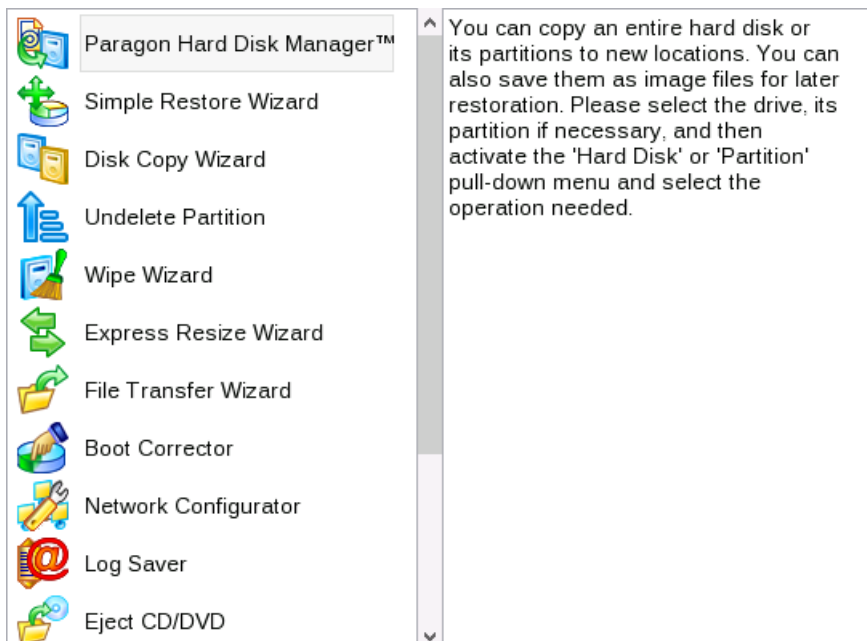 Paragon Hard Disk Manager™
Simple Restore Wizard
Disk Copy Wizard
Undelete Partition
Wipe Wizard
Express Resize Wizard
File Transfer Wizard
Boot Corrector
Network Configurator
Log Saver
Eject CD/DVD
You can copy an entire hard disk or
its partitions to new locations. You can
also save them as image files for later
restoration. Please select the drive, its
partition if necessary, and then
activate the 'Hard Disk' or 'Partition'
pull-down menu and select the
operation needed.